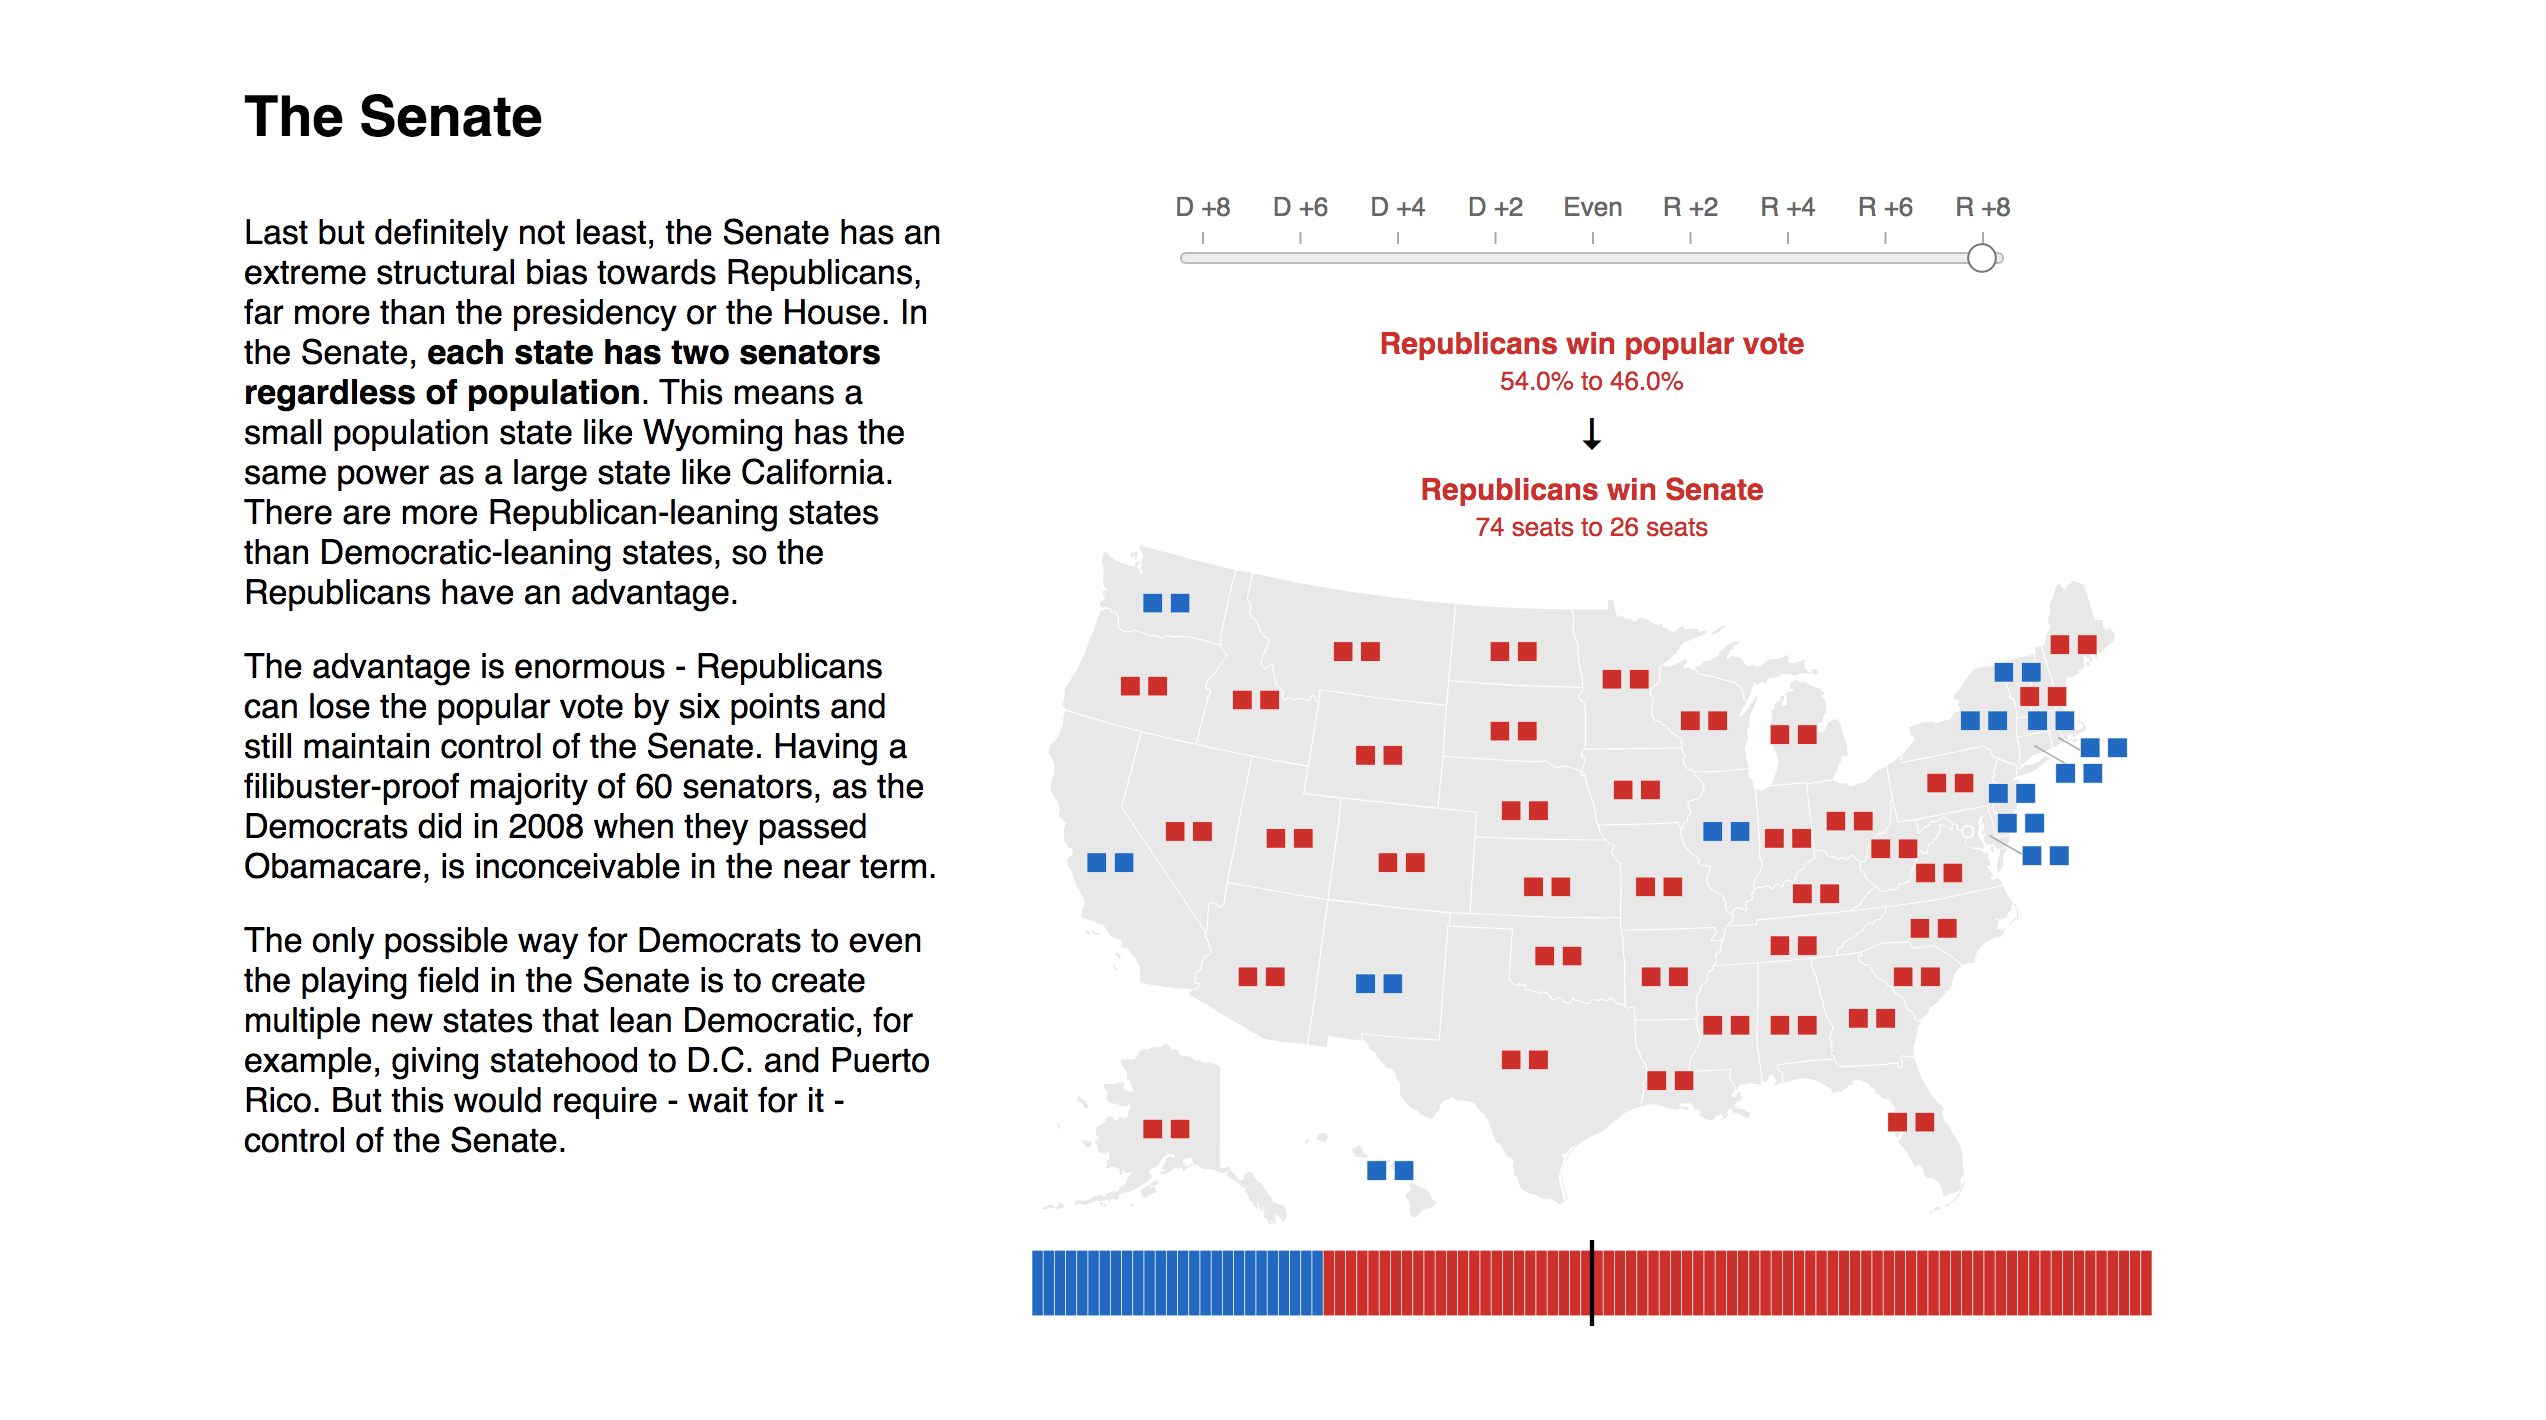 The Senate
Last but definitely not least, the Senate has an
extreme structural bias towards Republicans,
far more than the presidency or the House. In
the Senate, each state has two senators
regardless of population. This means a
small population state like Wyoming has the
same power as a large state like California.
There are more Republican-leaning states
than Democratic-leaning states, so the
Republicans have an advantage.
The advantage is enormous - Republicans
can lose the popular vote by six points and
still maintain control of the Senate. Having a
filibuster-proof majority of 60 senators, as the
Democrats did in 2008 when they passed
Obamacare, is inconceivable in the near term.
The only possible way for Democrats to even
the playing field in the Senate is to create
multiple new states that lean Democratic, for
example, giving statehood to D.C. and Puerto
Rico. But this would require - wait for it -
control of the Senate.
D +8 D +6 D +4 D +2 Even R +2 R +4 R +6 R +8
Republicans win popular vote
54.0% to 46.0%
↓
Republicans win Senate
74 seats to 26 seats